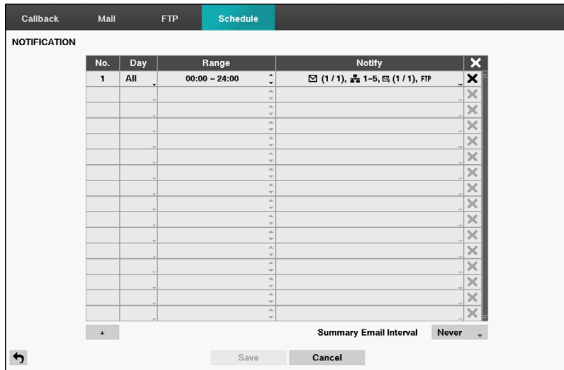 Callback Mail FTP Schedule
NOTIFICATION
No. Day Range Notify
1 All 00:00 ~ 24:00 (1 / 1), 1~5, (1 / 1), FTP
+ Summary Email Interval Never
Save Cancel